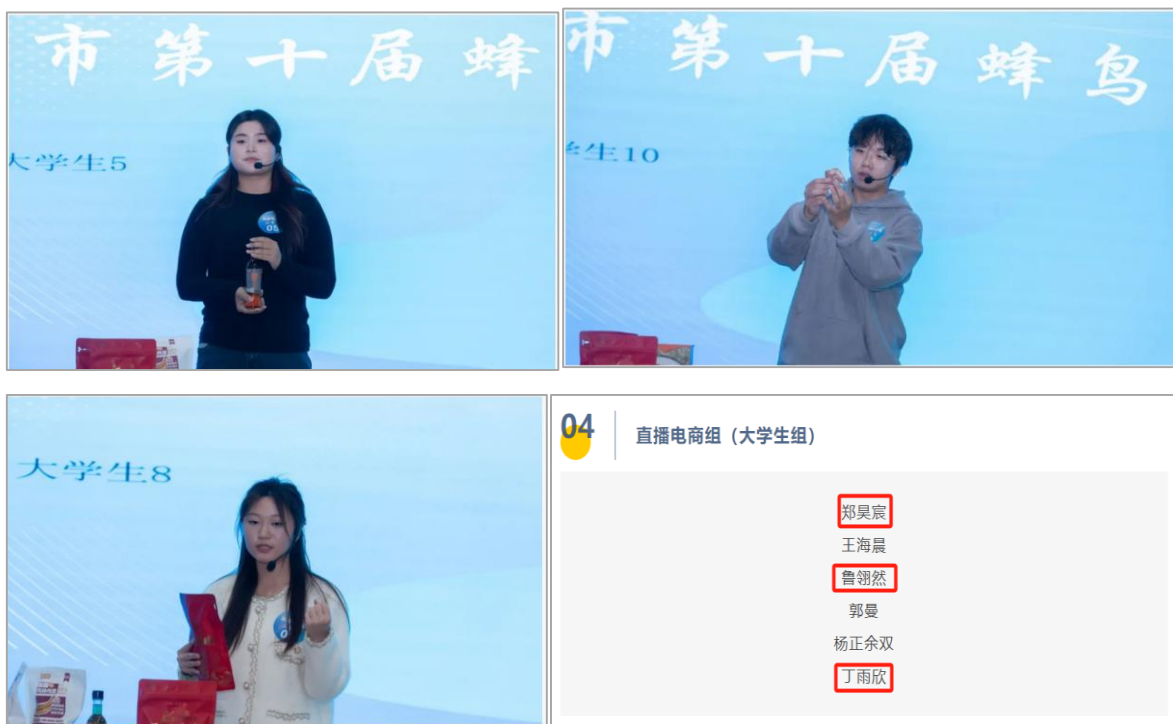 市第十届蜂
大学生5
05
市第十届蜂鸟
学生10
大学生8
04
直播电商组（大学生组）
郑昊宸
王海晨
鲁翎然
郭曼
杨正余双
丁雨欣